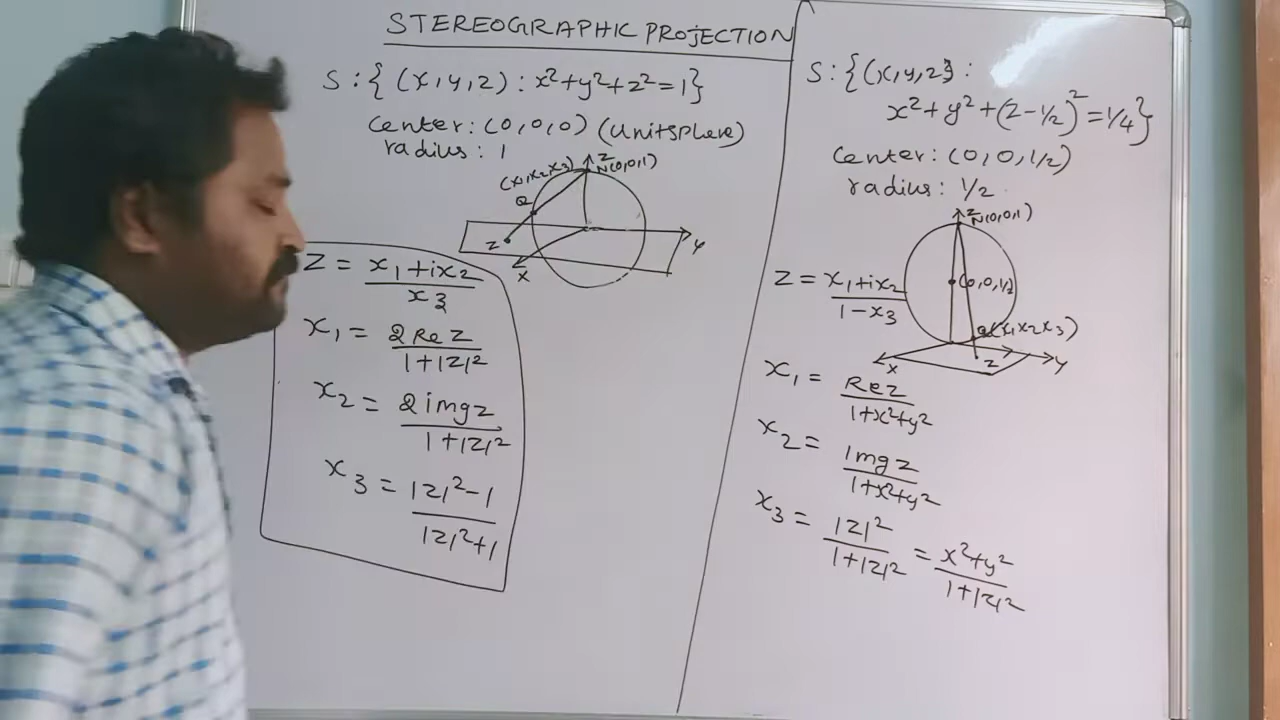 STEREOGRAPHIC PROJECTION
S : { (x, y, z) : x²+y²+z²=1}
center: (0,0,0) (unitsphere)
radius: 1
(x₁,x₂,x₃)
Z
N(0,0,1)
Q
Z
Y
X
Z = x₁+ix₂ / x₃
x₁ = 2 Re Z / 1+|Z|²
x₂ = 2 img z / 1+|Z|²
x₃ = |Z|²-1 / |Z|²+1
S : { (x, y, z) :
x²+y²+(z-1/2)² = 1/4 }
center: (0,0,1/2)
radius: 1/2
Z
N(0,0,1)
(0,0,1/2)
Z = x₁+ix₂ / 1-x₃
Q(x₁x₂x₃)
X
Z
Y
x₁ = Re z / 1+x²+y²
x₂ = Img z / 1+x²+y²
x₃ = |Z|² / 1+|Z|² = x²+y² / 1+|Z|²